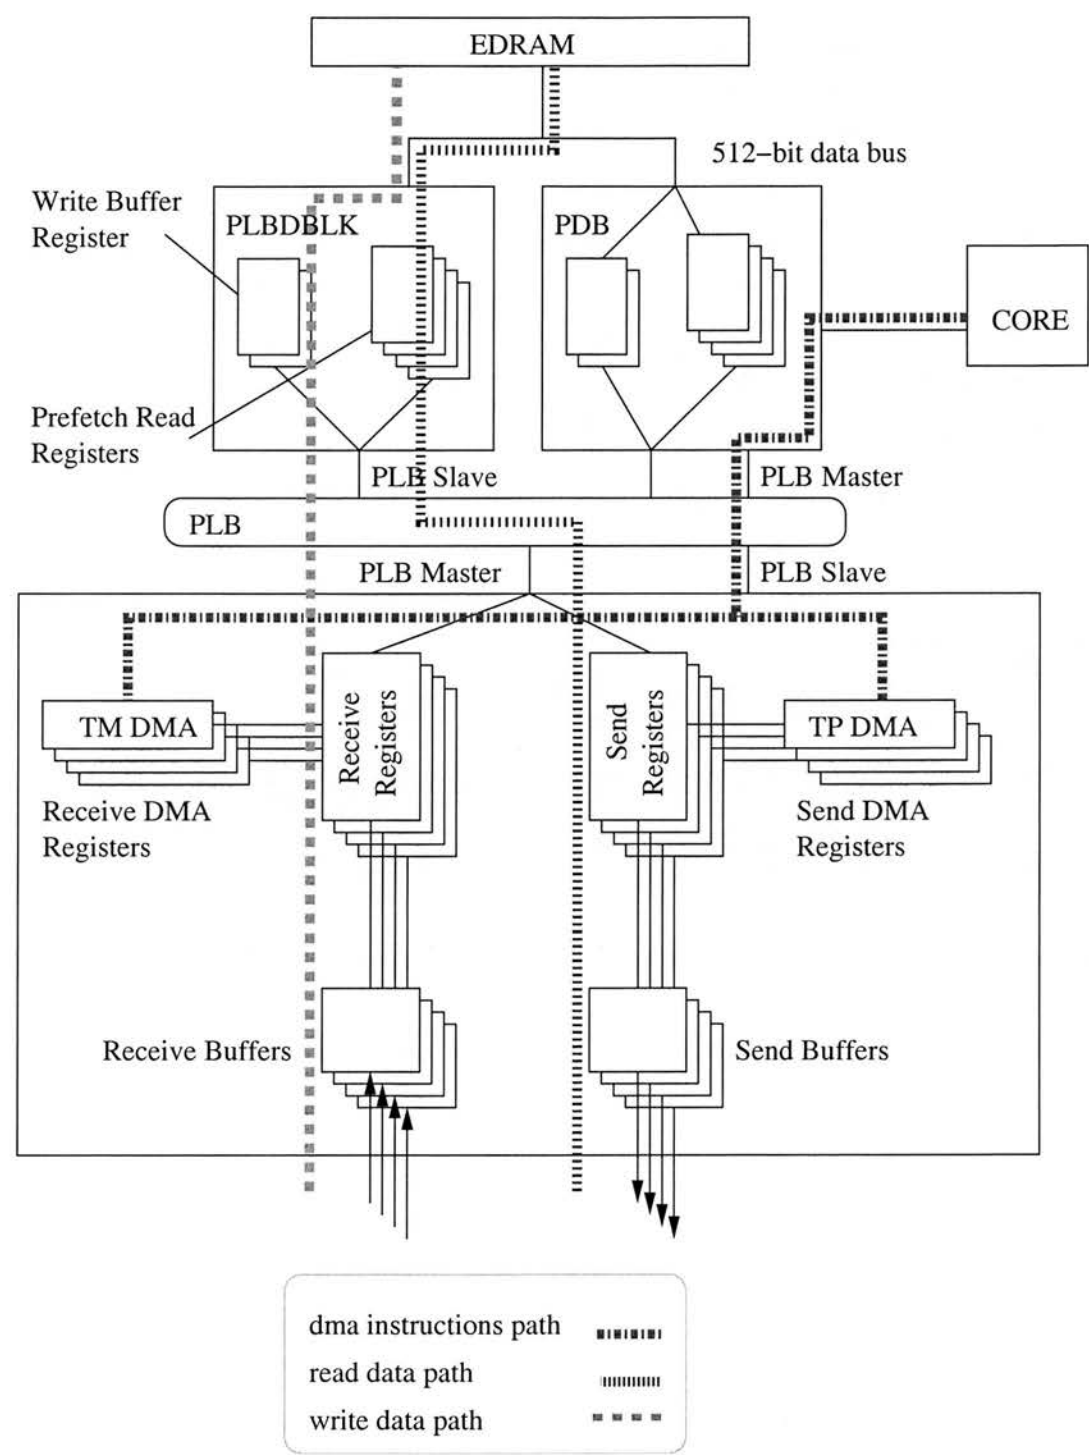 EDRAM
512−bit data bus
Write Buffer
Register
PLBDBLK
PDB
CORE
Prefetch Read
Registers
PLB Slave
PLB Master
PLB
PLB Master
PLB Slave
TM DMA
Receive
Registers
Send
Registers
TP DMA
Receive DMA
Registers
Send DMA
Registers
Receive Buffers
Send Buffers
dma instructions path
read data path
write data path